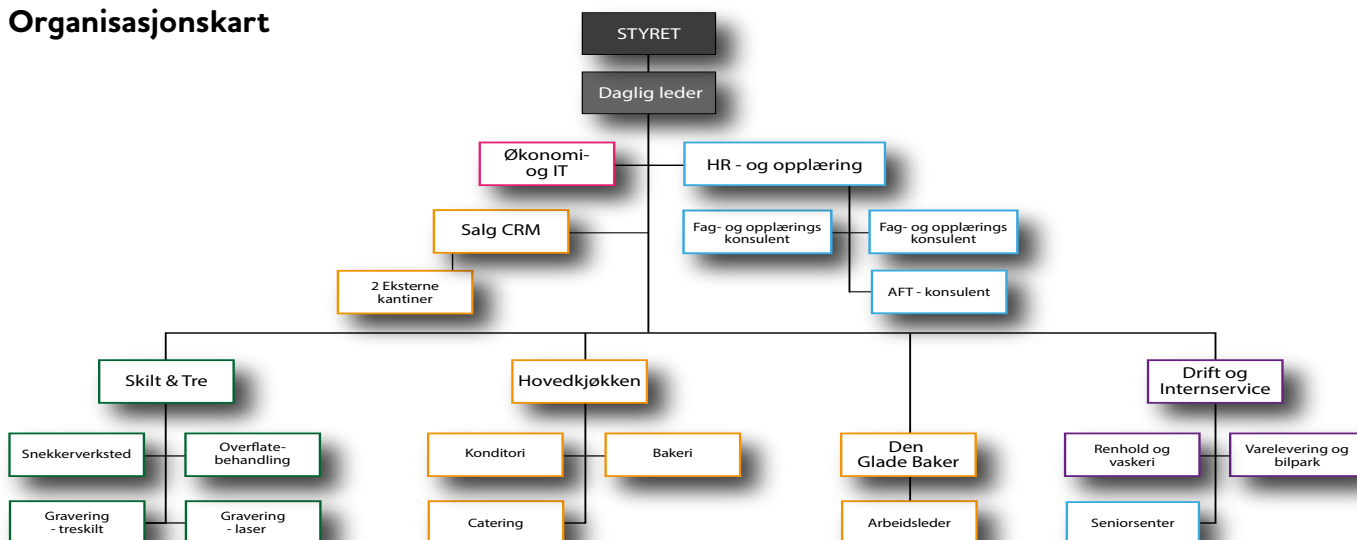 Organisasjonskart
STYRET
Daglig leder
Økonomi-
og IT
HR - og opplæring
Salg CRM
Fag- og opplærings
konsulent
Fag- og opplærings
konsulent
2 Eksterne
kantiner
AFT - konsulent
Skilt & Tre
Hovedkjøkken
Drift og
Internservice
Snekkerverksted
Overflate-
behandling
Konditori
Bakeri
Den
Glade Baker
Renhold og
vaskeri
Varelevering og
bilpark
Gravering
- treskilt
Gravering
- laser
Catering
Arbeidsleder
Seniorsenter